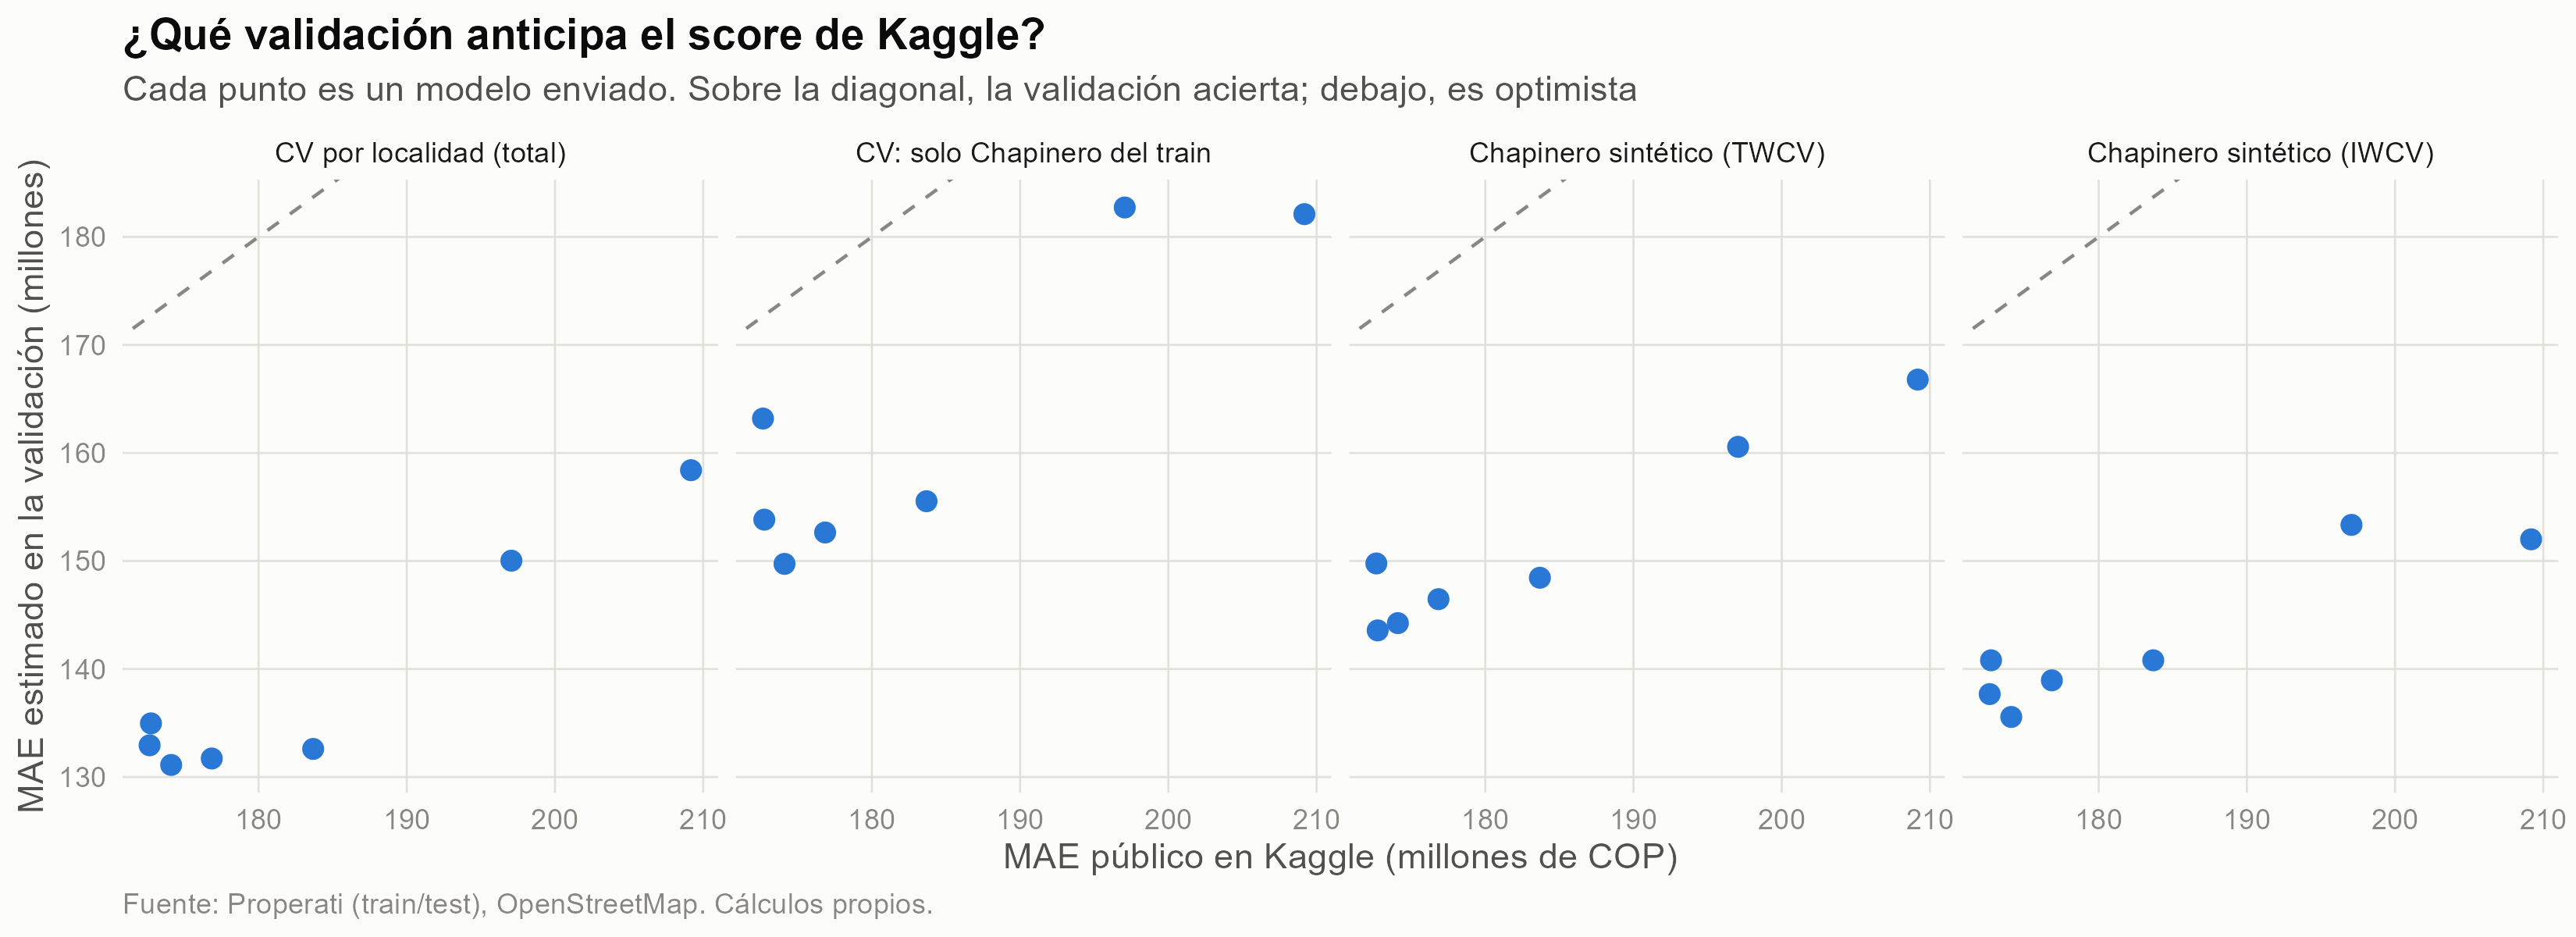 ¿Qué validación anticipa el score de Kaggle?
Cada punto es un modelo enviado. Sobre la diagonal, la validación acierta; debajo, es optimista
CV por localidad (total)
CV: solo Chapinero del train
Chapinero sintético (TWCV)
Chapinero sintético (IWCV)
MAE estimado en la validación (millones)
180
170
160
150
140
130
180 190 200 210
180 190 200 210
180 190 200 210
180 190 200 210
MAE público en Kaggle (millones de COP)
Fuente: Properati (train/test), OpenStreetMap. Cálculos propios.